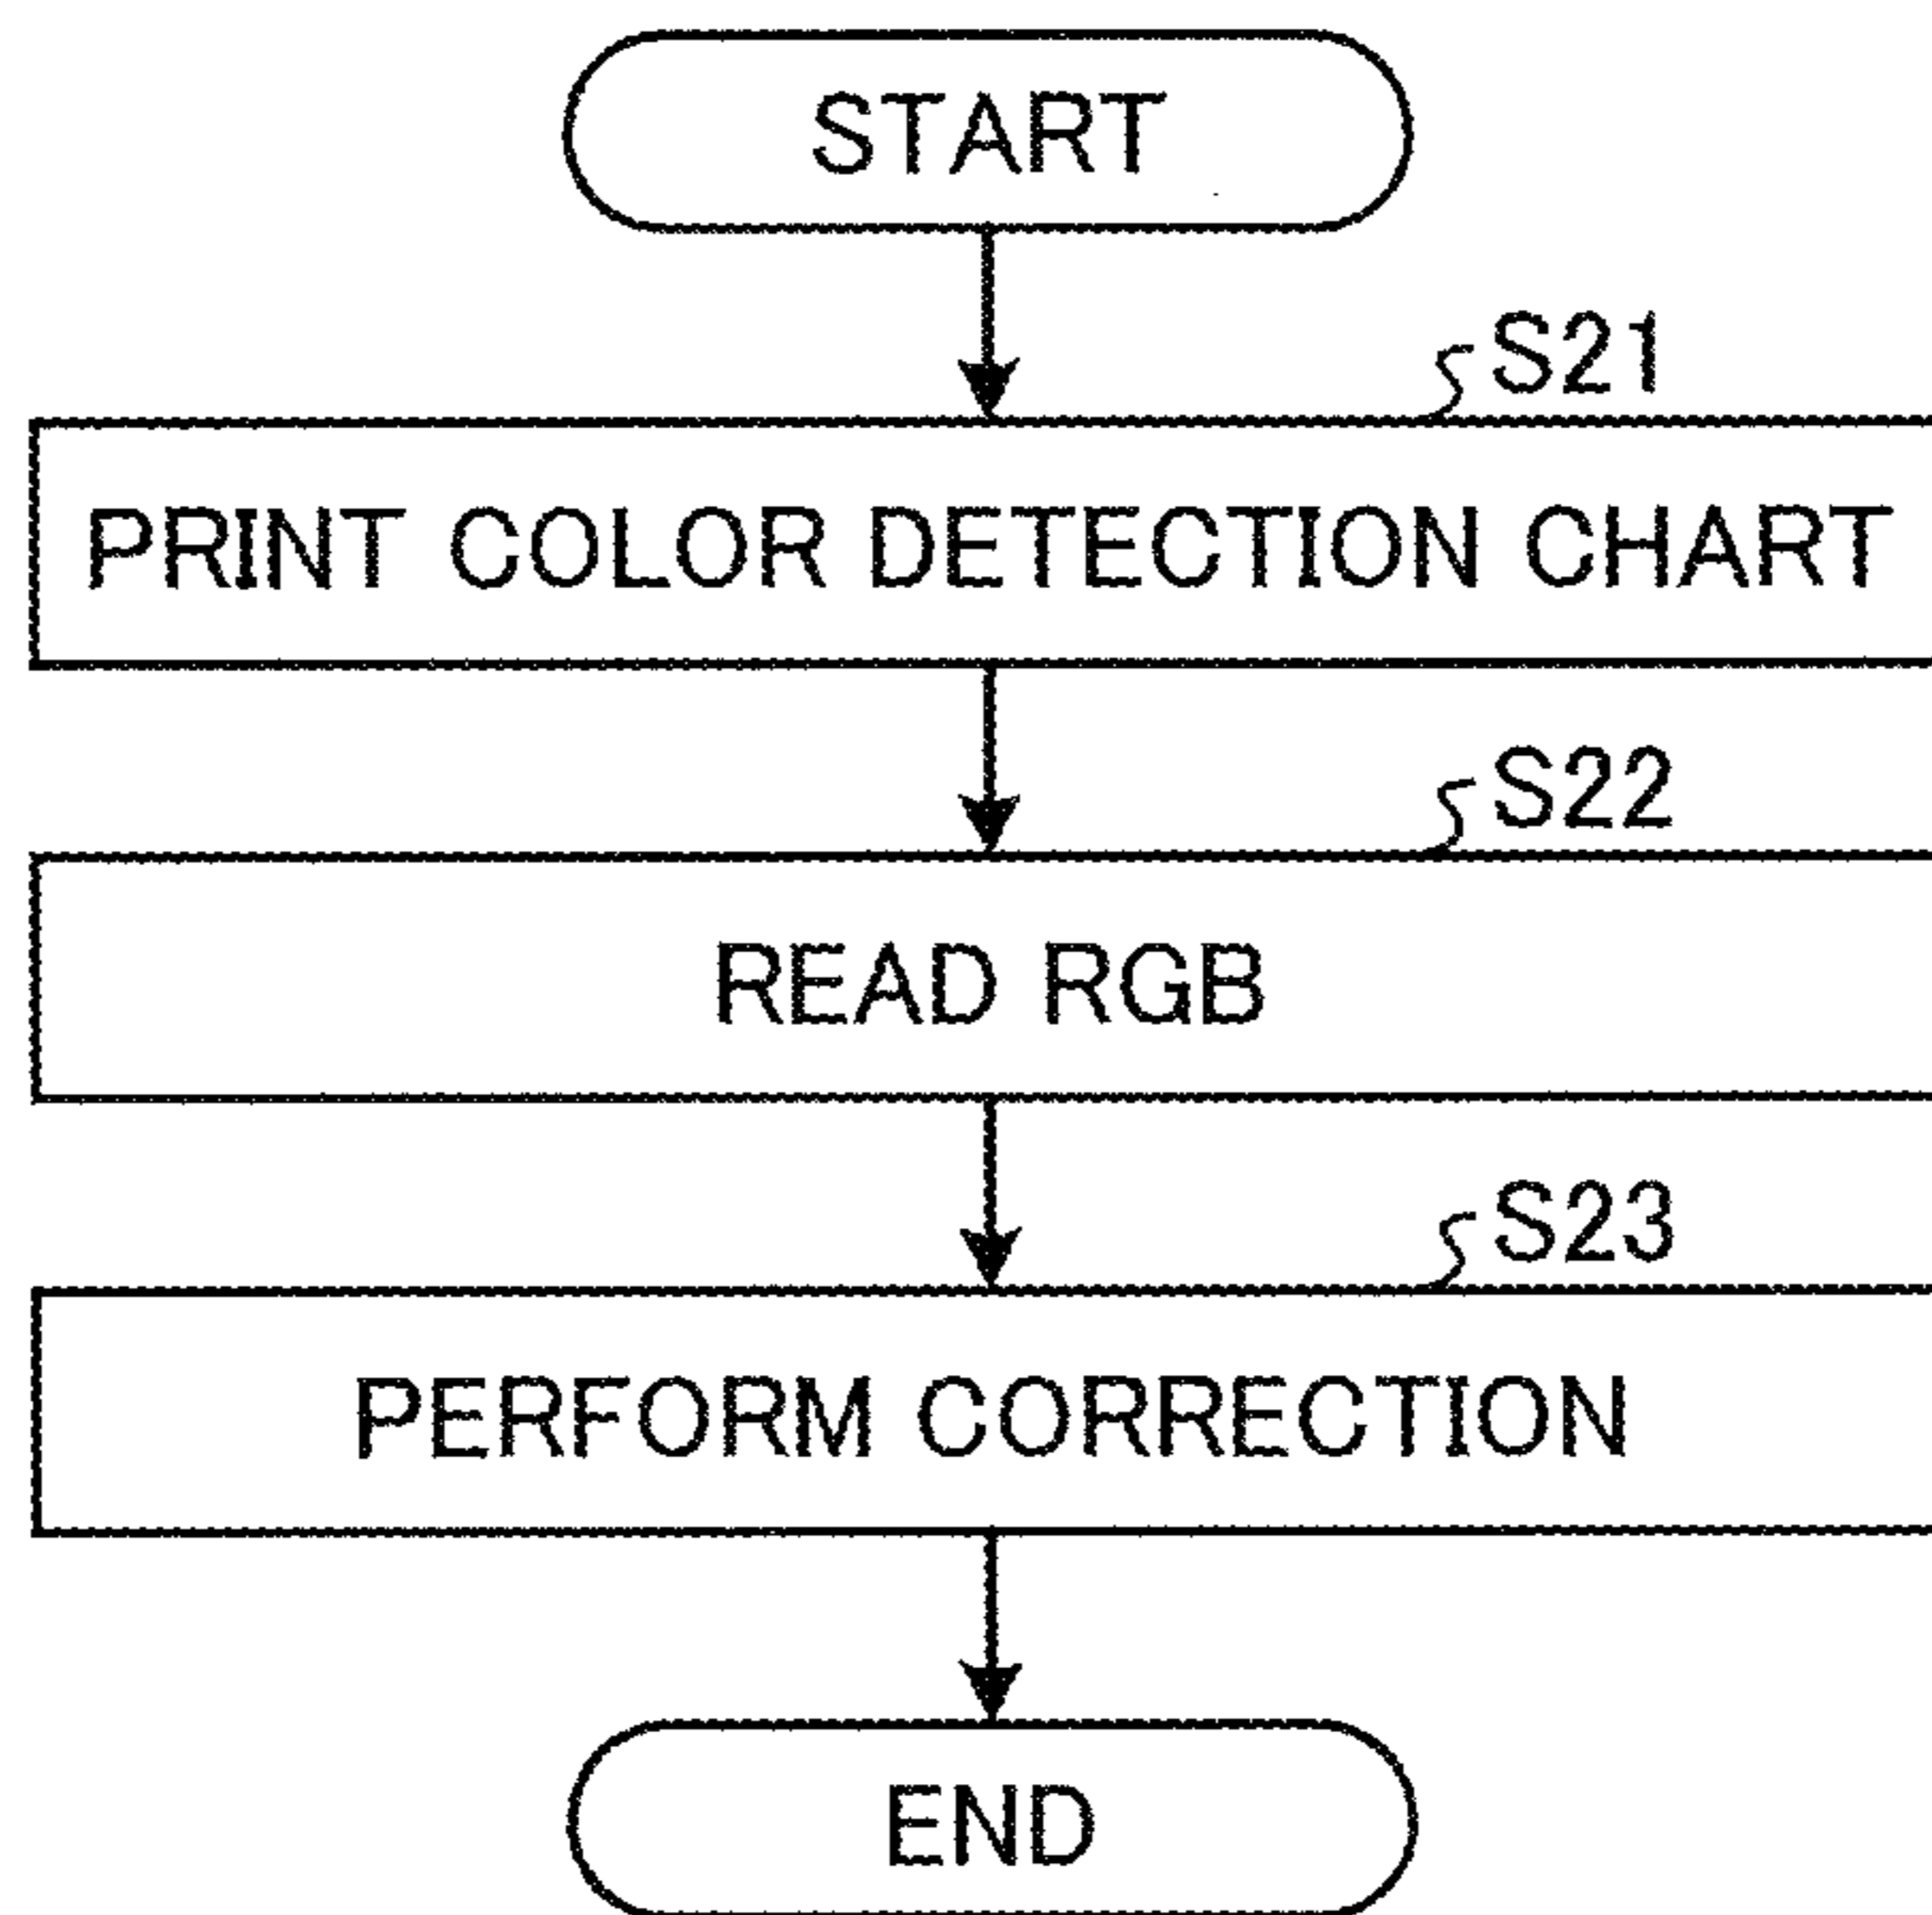 START
S21
PRINT COLOR DETECTION CHART
S22
READ RGB
S23
PERFORM CORRECTION
END